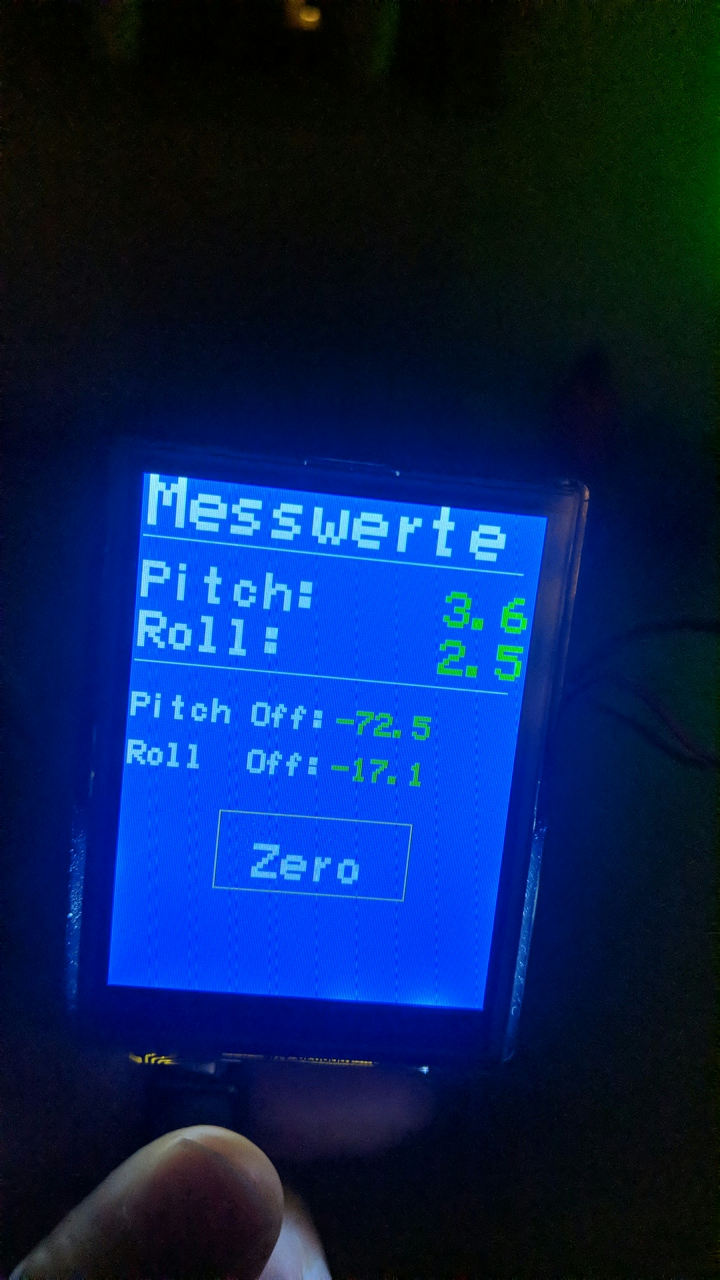 Messwerte
Pitch: 3.6
Roll: 2.5
Pitch Off:-72.5
Roll Off:-17.1
Zero